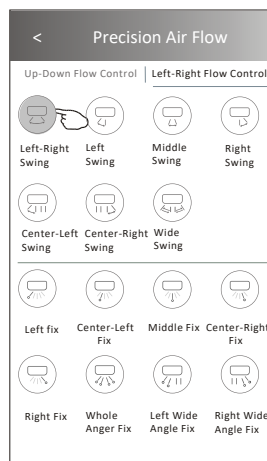 < Precision Air Flow
Up-Down Flow Control Left-Right Flow Control
Left-Right Left Middle Right
Swing Swing Swing Swing
Center-Left Center-Right Wide
Swing Swing Swing
Left fix Center-Left Middle Fix Center-Right
Fix Fix
Right Fix Whole Left Wide Right Wide
Anger Fix Angle Fix Angle Fix